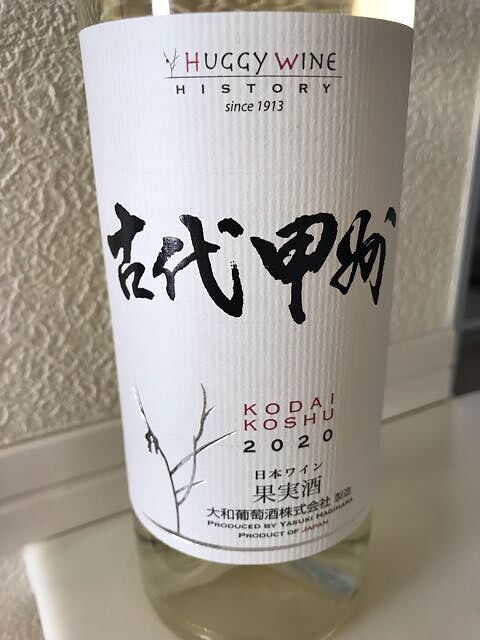 HUGGY WINE
HISTORY
since 1913
古代甲州
KODAI
KOSHU
2020
日本ワイン
果実酒
大和葡萄酒株式会社 製造
PRODUCED BY YASUKI HAGIHARA
PRODUCT OF JAPAN